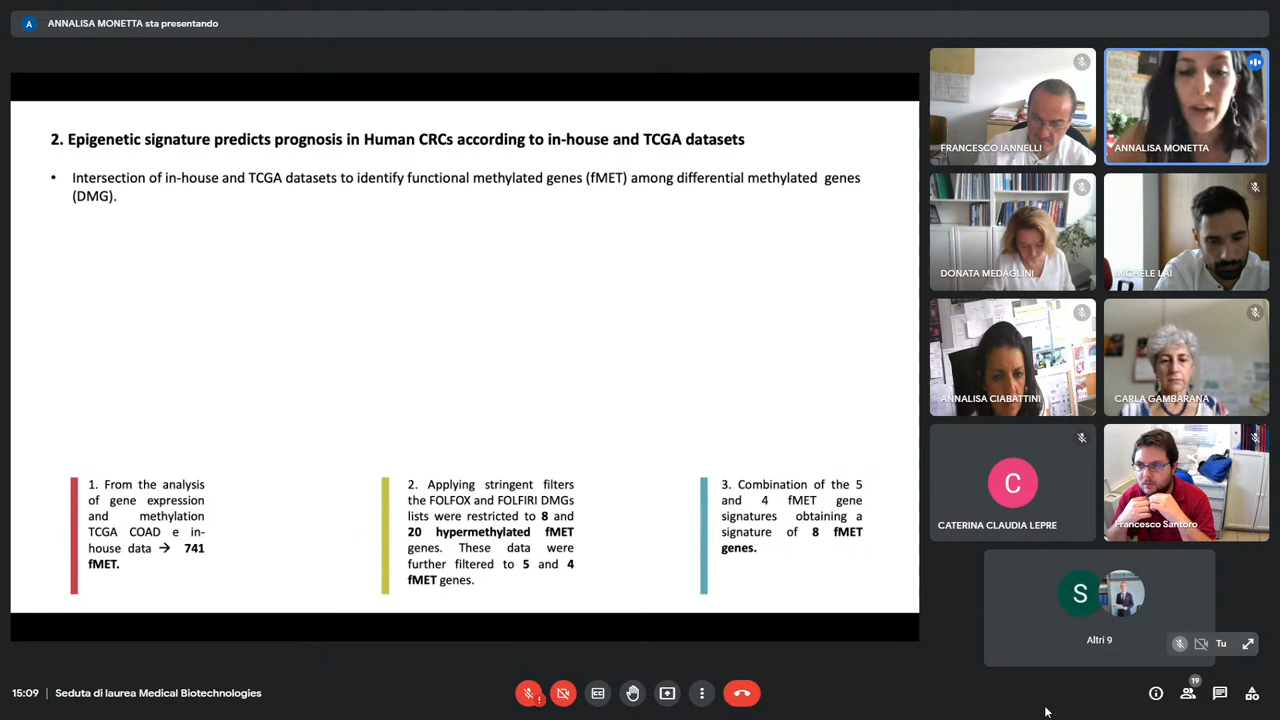 A ANNALISA MONETTA sta presentando
2. Epigenetic signature predicts prognosis in Human CRCs according to in-house and TCGA datasets
• Intersection of in-house and TCGA datasets to identify functional methylated genes (fMET) among differential methylated genes
(DMG).
1. From the analysis
of gene expression
and methylation
TCGA COAD e in-
house data → 741
fMET.
2. Applying stringent filters
the FOLFOX and FOLFIRI DMGs
lists were restricted to 8 and
20 hypermethylated fMET
genes. These data were
further filtered to 5 and 4
fMET genes.
3. Combination of the 5
and 4 fMET gene
signatures obtaining a
signature of 8 fMET
genes.
FRANCESCO IANNELLI
ANNALISA MONETTA
DONATA MEDAGLINI
MICHELE LAI
ANNALISA CIABATTINI
CARLA GAMBARANA
C
CATERINA CLAUDIA LEPRE
Francesco Santoro
S
Altri 9
Tu
15:09 Seduta di laurea Medical Biotechnologies
19